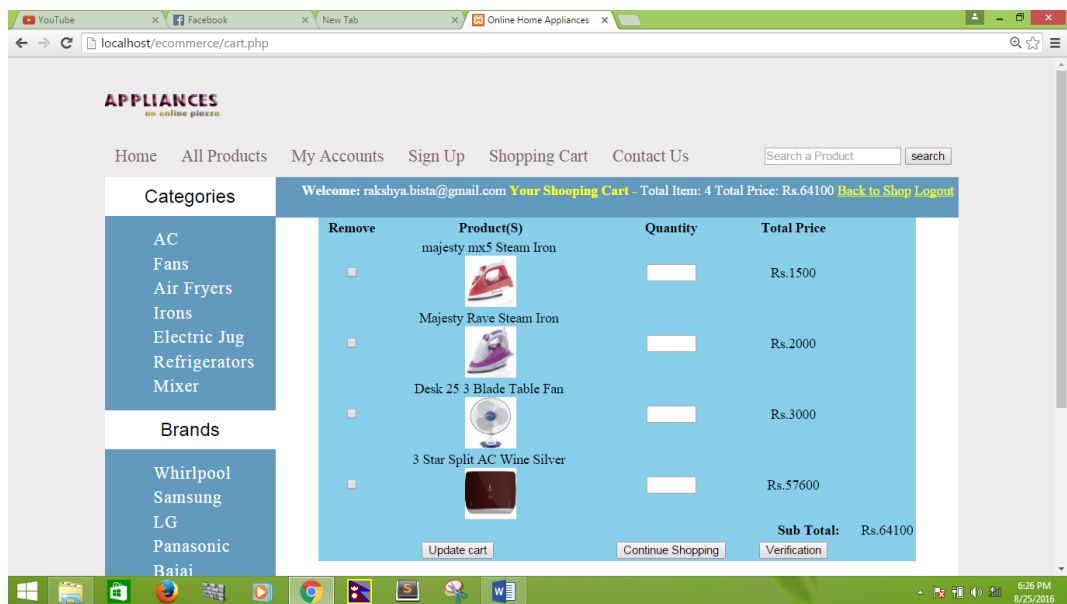 YouTube
Facebook
New Tab
Online Home Appliances
localhost/ecommerce/cart.php
APPLIANCES
an online piazza
Home All Products My Accounts Sign Up Shopping Cart Contact Us Search a Product search
Categories
Welcome: rakshya.bista@gmail.com Your Shooping Cart - Total Item: 4 Total Price: Rs.64100 Back to Shop Logout
AC
Fans
Air Fryers
Irons
Electric Jug
Refrigerators
Mixer
Brands
Whirlpool
Samsung
LG
Panasonic
Bajaj
Remove Product(S) Quantity Total Price
majesty mx5 Steam Iron
Rs.1500
Majesty Rave Steam Iron
Rs.2000
Desk 25 3 Blade Table Fan
Rs.3000
3 Star Split AC Wine Silver
Rs.57600
Sub Total: Rs.64100
Update cart Continue Shopping Verification
6:26 PM
8/25/2016